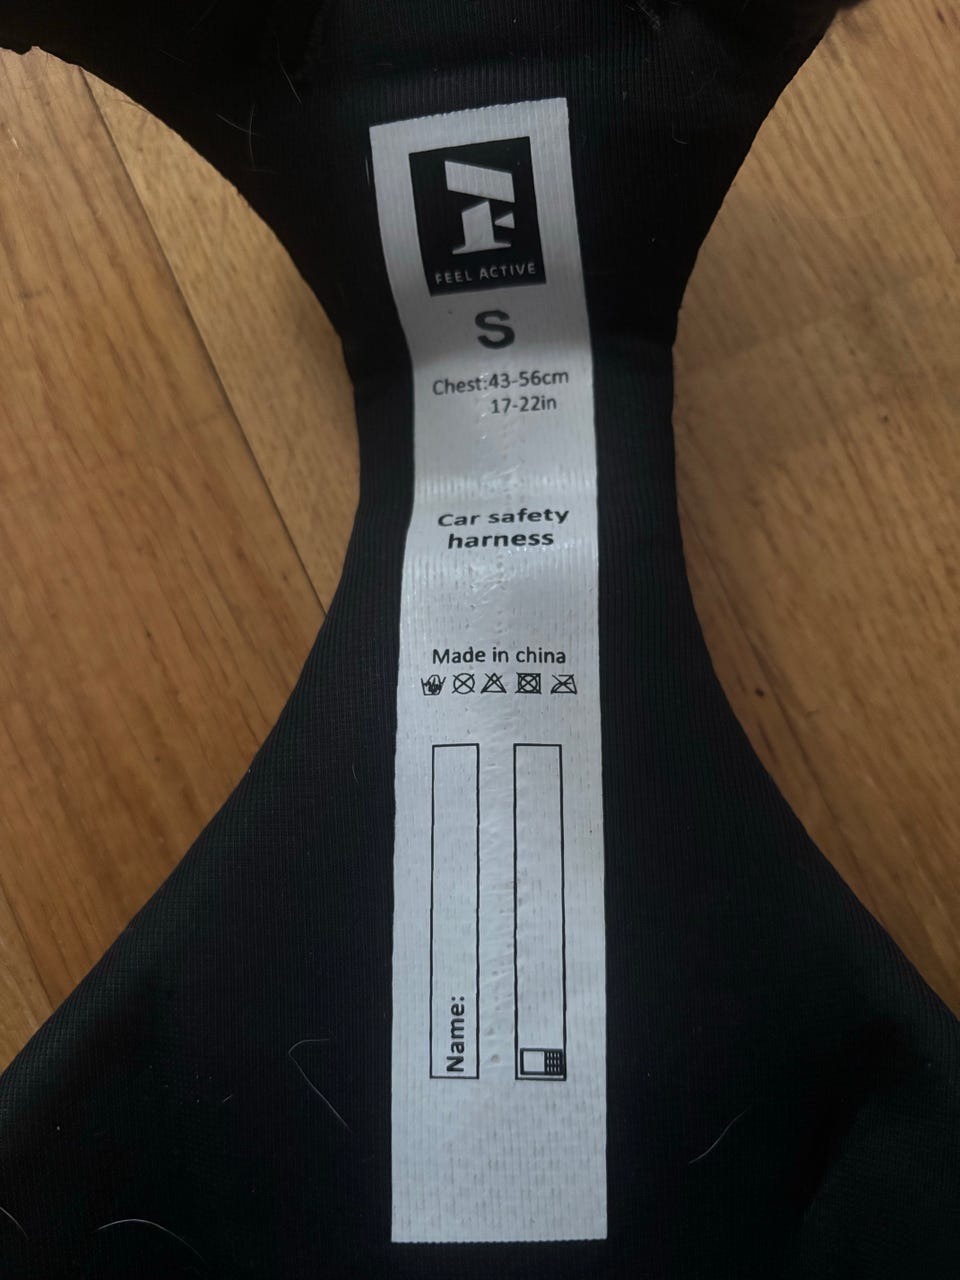 FEEL ACTIVE
S
Chest:43-56cm
17-22in
Car safety
harness
Made in china
Name: